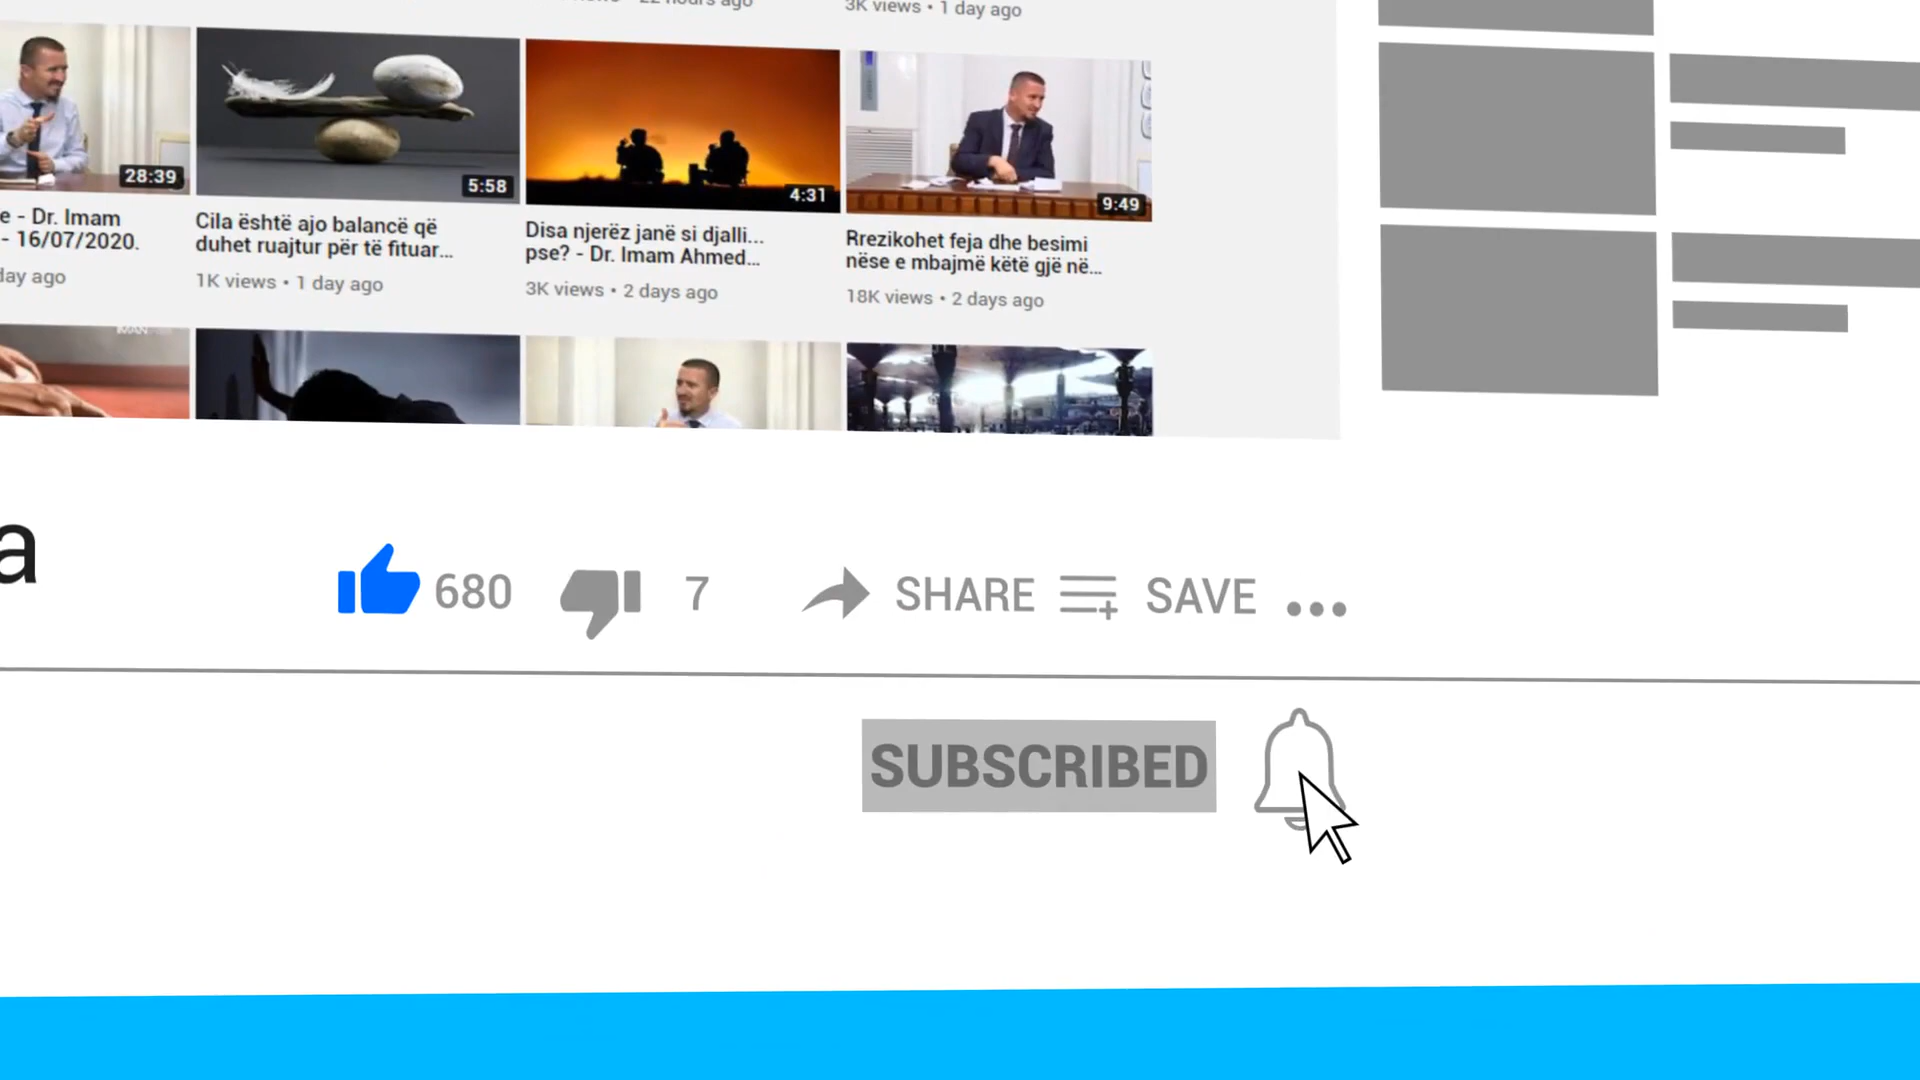 22 hours ago
3K views • 1 day ago
28:39
5:58
4:31
9:49
e - Dr. Imam
- 16/07/2020.
day ago
Cila është ajo balancë që
duhet ruajtur për të fituar...
1K views • 1 day ago
Disa njerëz janë si djalli...
pse? - Dr. Imam Ahmed...
3K views • 2 days ago
Rrezikohet feja dhe besimi
nëse e mbajmë këtë gjë në...
18K views • 2 days ago
a
680
7
SHARE
SAVE
SUBSCRIBED